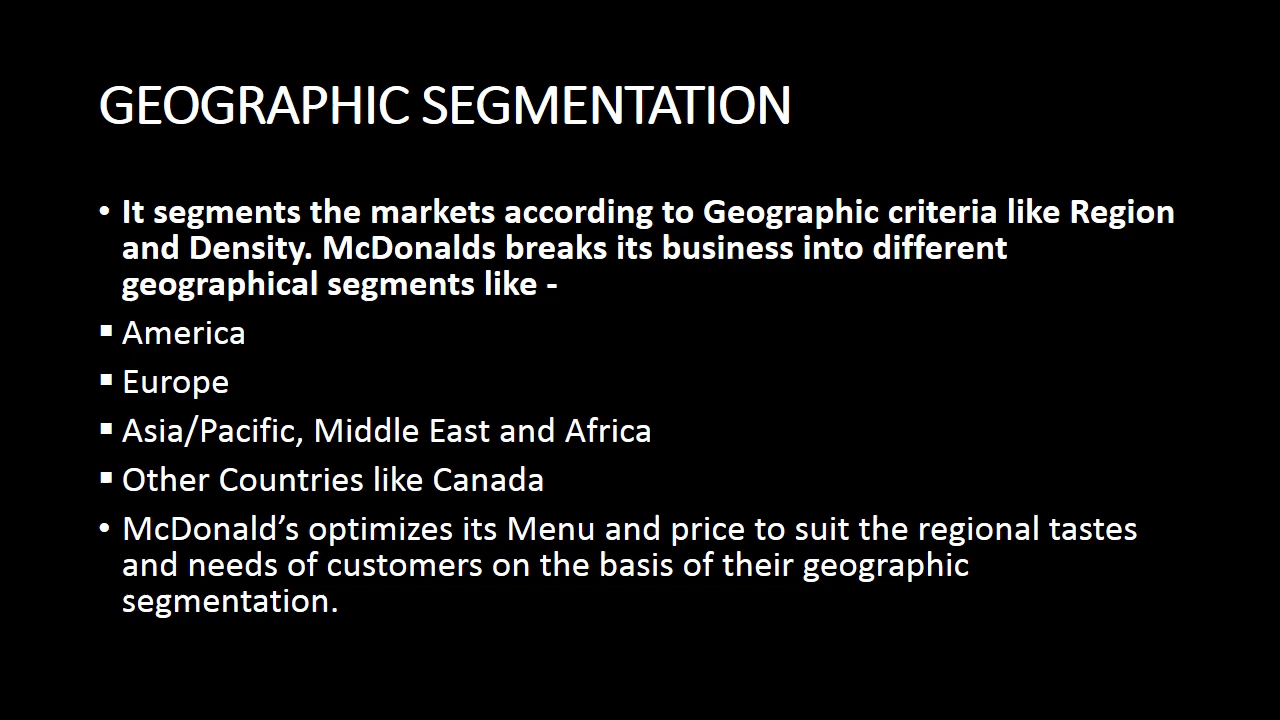 GEOGRAPHIC SEGMENTATION
• It segments the markets according to Geographic criteria like Region
and Density. McDonalds breaks its business into different
geographical segments like -
▪ America
▪ Europe
▪ Asia/Pacific, Middle East and Africa
▪ Other Countries like Canada
• McDonald’s optimizes its Menu and price to suit the regional tastes
and needs of customers on the basis of their geographic
segmentation.